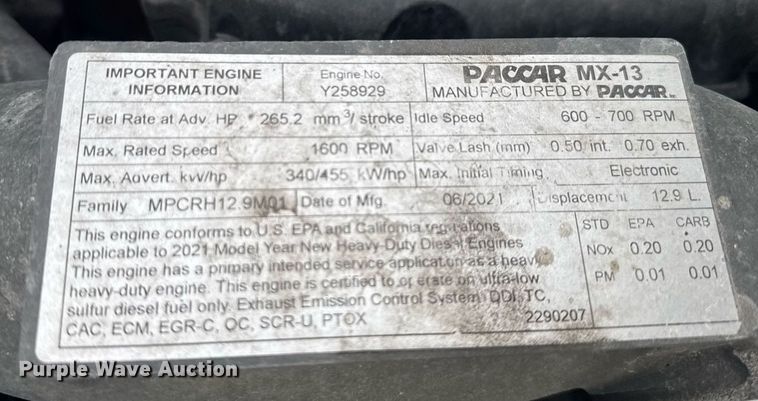 IMPORTANT ENGINE INFORMATION
Engine No.
Y258929
PACCAR MX-13
MANUFACTURED BY PACCAR INC
Fuel Rate at Adv. HP 265.2 mm³/ stroke
Idle Speed 600 - 700 RPM
Max. Rated Speed 1600 RPM
Valve Lash (mm) 0.50 int. 0.70 exh.
Max. Advert. kw/hp 340/455 kW/hp
Max. Initial Timing Electronic
Family MPCRH12.9M01
Date of Mfg. 06/2021
Displacement 12.9 L.
This engine conforms to U.S. EPA and California regulations
applicable to 2021 Model Year New Heavy-Duty Diesel Engines
This engine has a primary intended service application as a heavy
heavy-duty engine. This engine is certified to operate on ultra-low
sulfur diesel fuel only. Exhaust Emission Control System: DDI, TC,
CAC, ECM, EGR-C, OC, SCR-U, PTOX
2290207
STD EPA CARB
NOx 0.20 0.20
PM 0.01 0.01
Purple Wave Auction